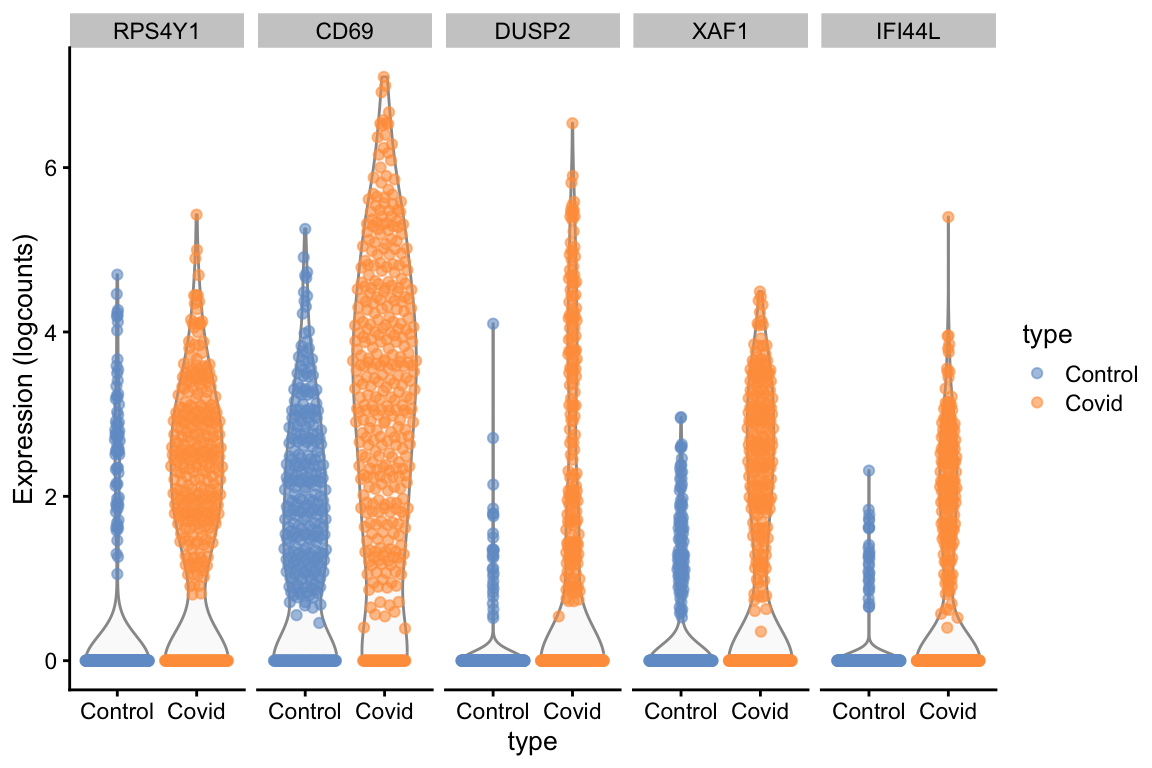 RPS4Y1 CD69 DUSP2 XAF1 IFI44L
Expression (logcounts)
6
4
2
0
type
Control
Covid
Control Covid Control Covid Control Covid Control Covid Control Covid
type